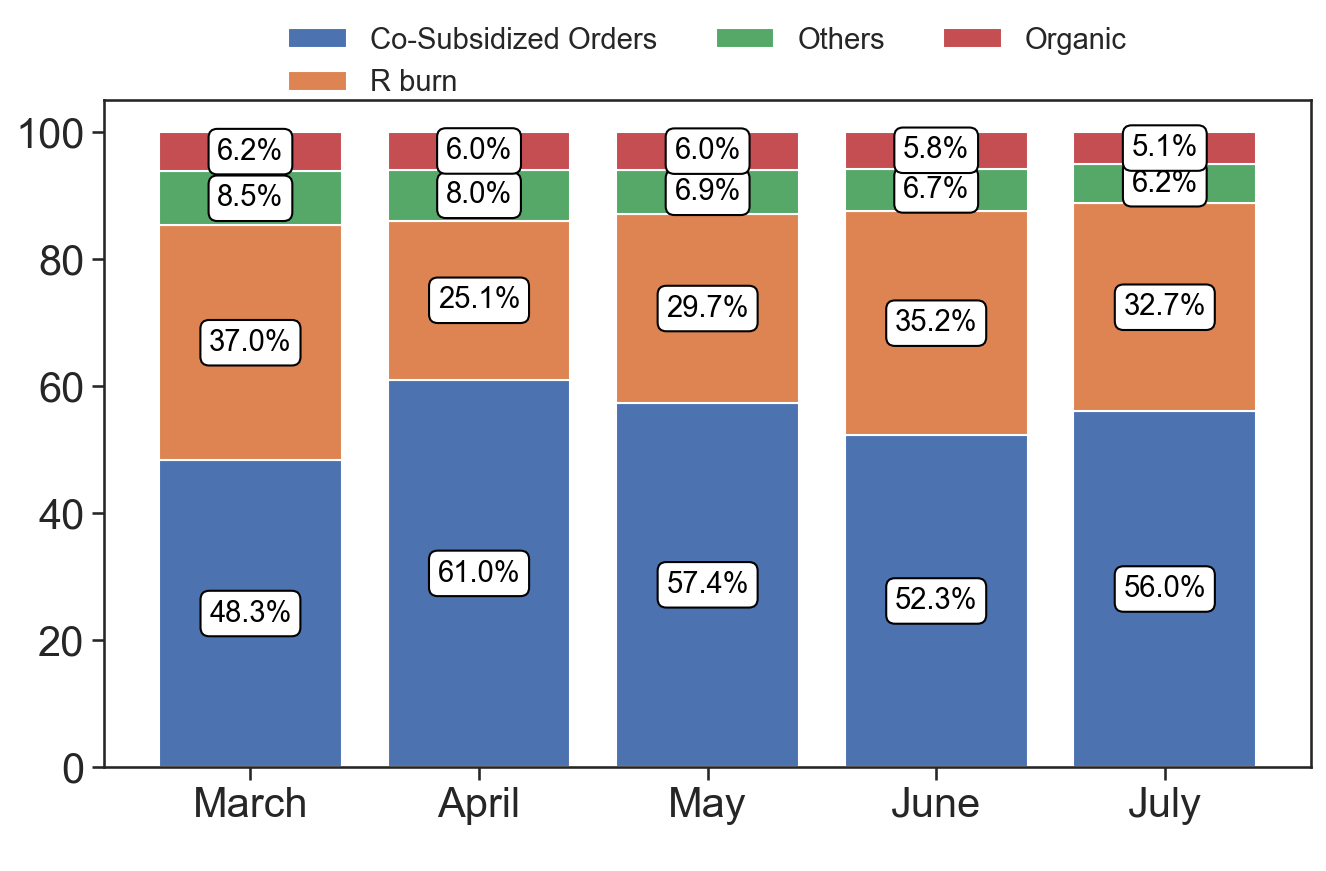 Co-Subsidized Orders Others Organic
R burn
100
80
60
40
20
0
6.2% 6.0% 6.0% 5.8% 5.1%
8.5% 8.0% 6.9% 6.7% 6.2%
37.0% 25.1% 29.7% 35.2% 32.7%
48.3% 61.0% 57.4% 52.3% 56.0%
March April May June July